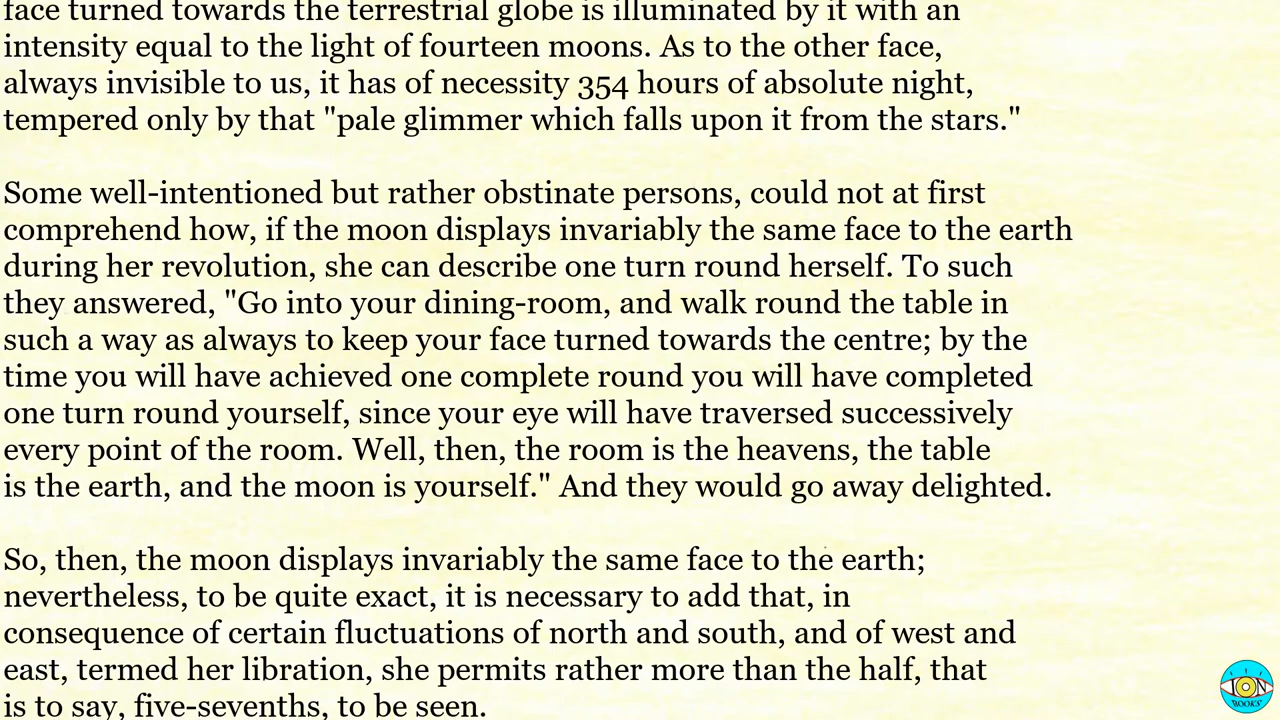 face turned towards the terrestrial globe is illuminated by it with an
intensity equal to the light of fourteen moons. As to the other face,
always invisible to us, it has of necessity 354 hours of absolute night,
tempered only by that "pale glimmer which falls upon it from the stars."
Some well-intentioned but rather obstinate persons, could not at first
comprehend how, if the moon displays invariably the same face to the earth
during her revolution, she can describe one turn round herself. To such
they answered, "Go into your dining-room, and walk round the table in
such a way as always to keep your face turned towards the centre; by the
time you will have achieved one complete round you will have completed
one turn round yourself, since your eye will have traversed successively
every point of the room. Well, then, the room is the heavens, the table
is the earth, and the moon is yourself." And they would go away delighted.
So, then, the moon displays invariably the same face to the earth;
nevertheless, to be quite exact, it is necessary to add that, in
consequence of certain fluctuations of north and south, and of west and
east, termed her libration, she permits rather more than the half, that
is to say, five-sevenths, to be seen.
ION
BOOKS